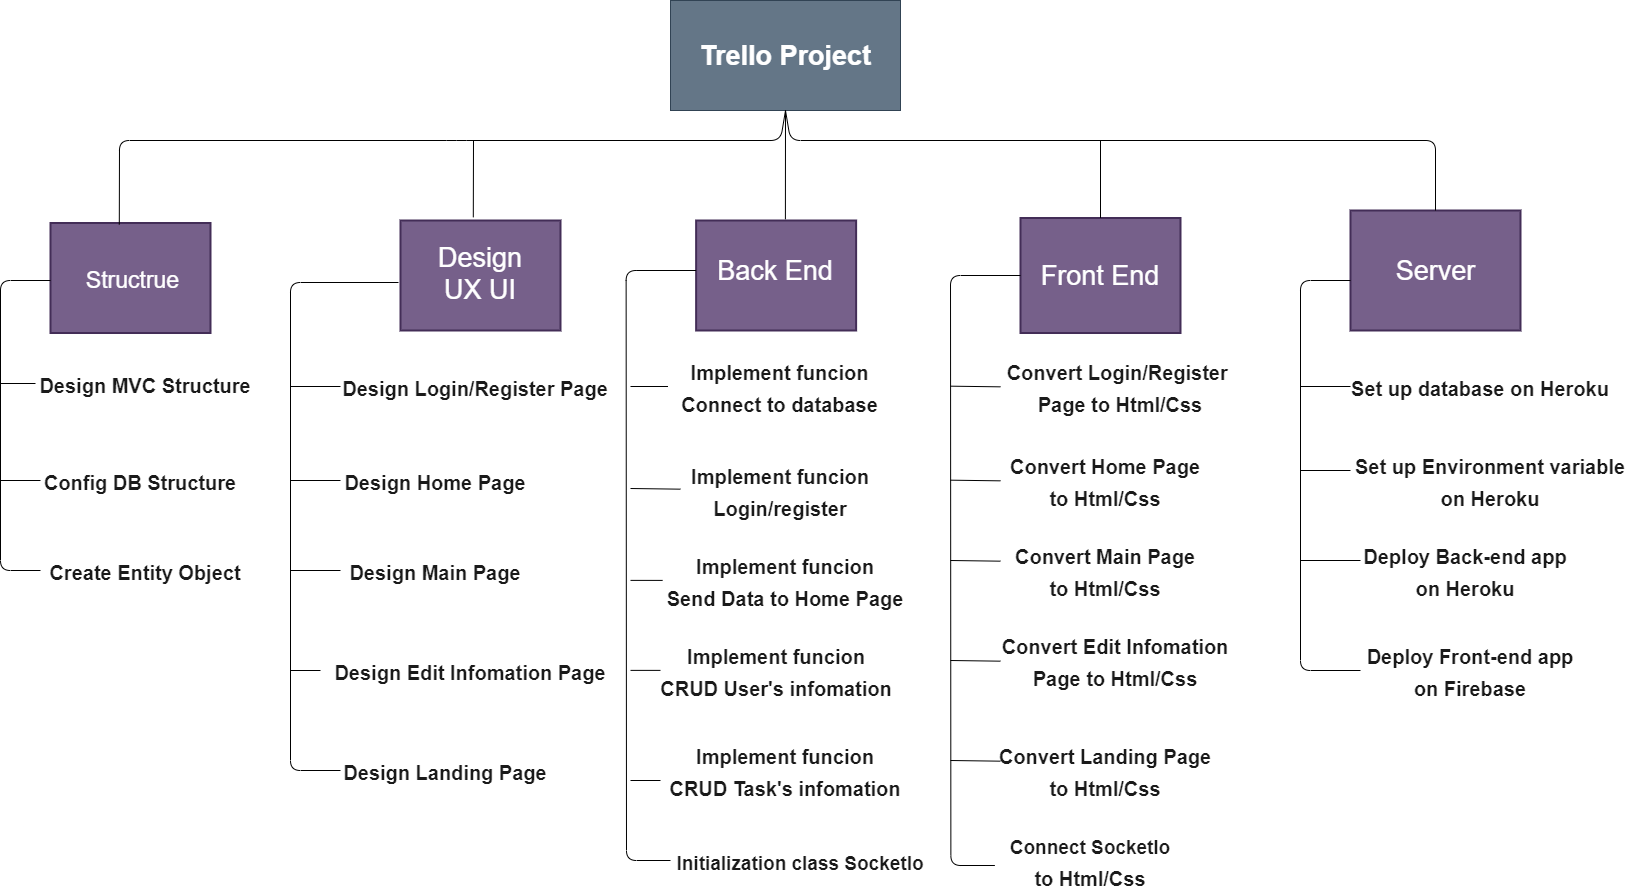 Trello Project
Structrue
Design MVC Structure
Config DB Structure
Create Entity Object
Design
UX UI
Design Login/Register Page
Design Home Page
Design Main Page
Design Edit Infomation Page
Design Landing Page
Back End
Implement funcion
Connect to database
Implement funcion
Login/register
Implement funcion
Send Data to Home Page
Implement funcion
CRUD User's infomation
Implement funcion
CRUD Task's infomation
Initialization class SocketIo
Front End
Convert Login/Register
Page to Html/Css
Convert Home Page
to Html/Css
Convert Main Page
to Html/Css
Convert Edit Infomation
Page to Html/Css
Convert Landing Page
to Html/Css
Connect SocketIo
to Html/Css
Server
Set up database on Heroku
Set up Environment variable
on Heroku
Deploy Back-end app
on Heroku
Deploy Front-end app
on Firebase